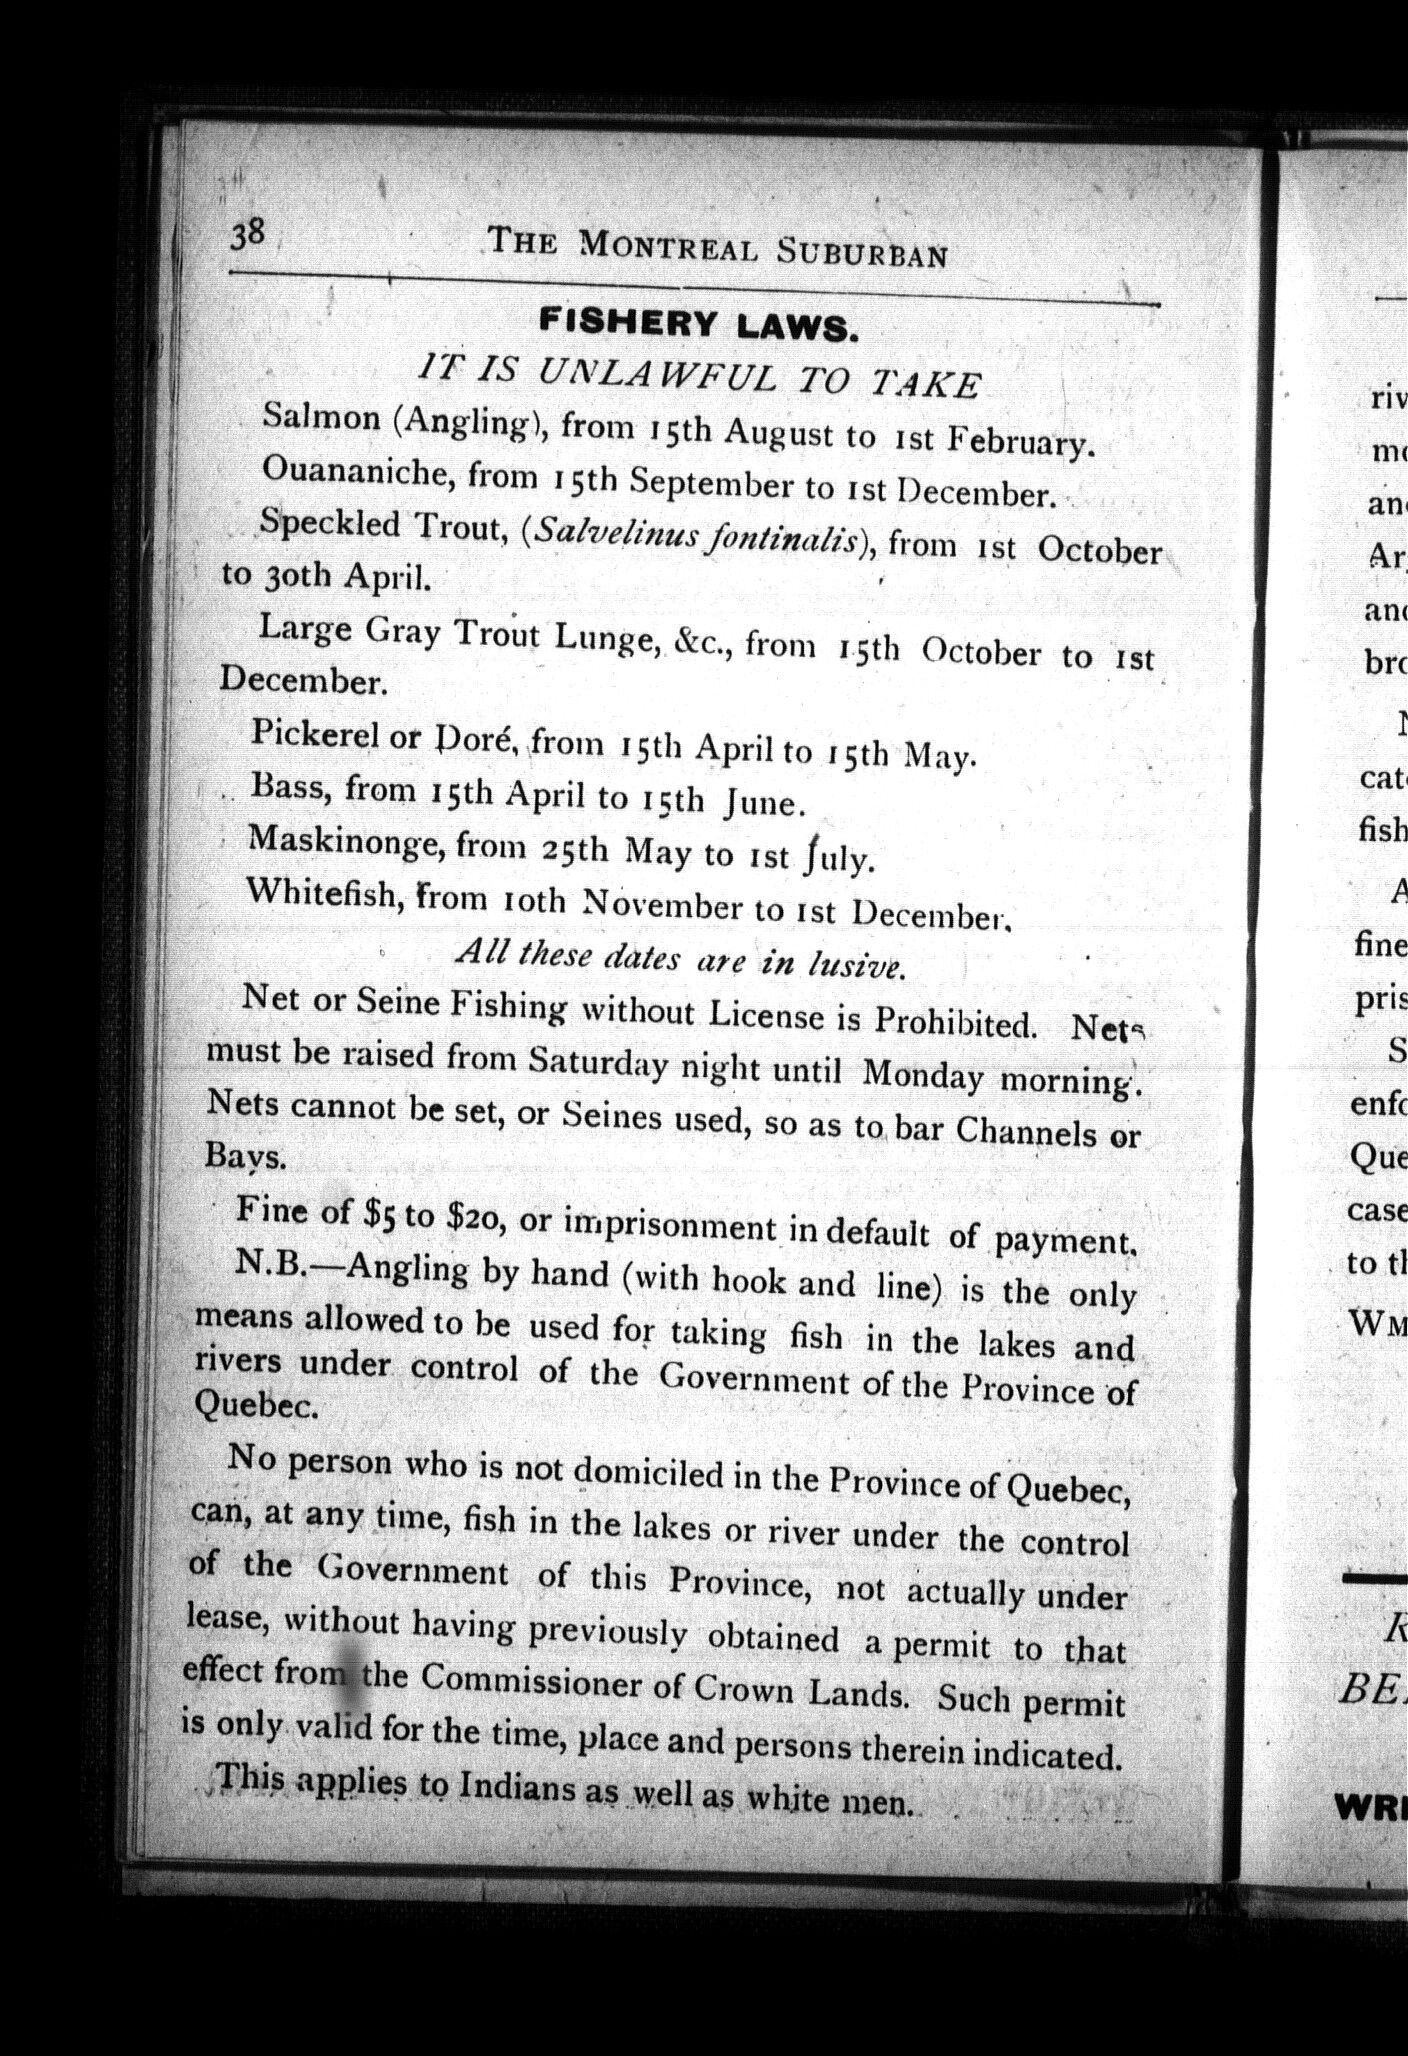 38
THE MONTREAL SUBURBAN
FISHERY LAWS.
IT IS UNLAWFUL TO TAKE
Salmon (Angling), from 15th August to 1st February.
Ouananiche, from 15th September to 1st December.
Speckled Trout, (Salvelinus fontinalis), from 1st October
to 30th April.
Large Gray Trout Lunge, &c., from 15th October to 1st
December.
Pickerel or Doré, from 15th April to 15th May.
Bass, from 15th April to 15th June.
Maskinonge, from 25th May to 1st July.
Whitefish, from 10th November to 1st December.
All these dates are in lusive.
Net or Seine Fishing without License is Prohibited. Nets
must be raised from Saturday night until Monday morning.
Nets cannot be set, or Seines used, so as to bar Channels or
Bays.
Fine of $5 to $20, or imprisonment in default of payment.
N.B.—Angling by hand (with hook and line) is the only
means allowed to be used for taking fish in the lakes and
rivers under control of the Government of the Province of
Quebec.
No person who is not domiciled in the Province of Quebec,
can, at any time, fish in the lakes or river under the control
of the Government of this Province, not actually under
lease, without having previously obtained a permit to that
effect from the Commissioner of Crown Lands. Such permit
is only valid for the time, place and persons therein indicated.
This applies to Indians as well as white men.